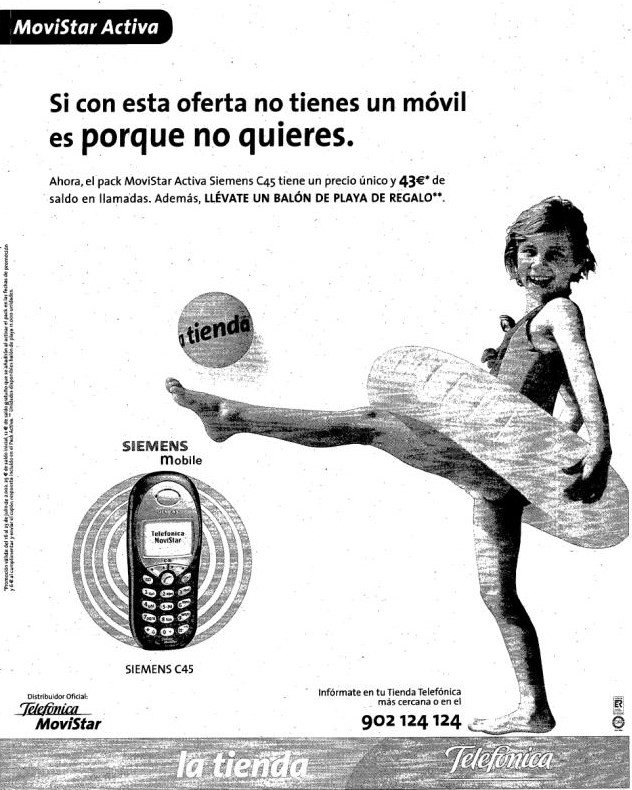 MoviStar Activa
Si con esta oferta no tienes un móvil
es porque no quieres.
Ahora, el pack MoviStar Activa Siemens C45 tiene un precio único y 43€* de
saldo en llamadas. Además, LLÉVATE UN BALÓN DE PLAYA DE REGALO**.
la tienda
SIEMENS
mobile
SIEMENS
Telefonica
MoviStar
SIEMENS C45
Distribuidor Oficial:
Telefónica
MoviStar
Infórmate en tu Tienda Telefónica
más cercana o en el
902 124 124
la tienda
Telefónica